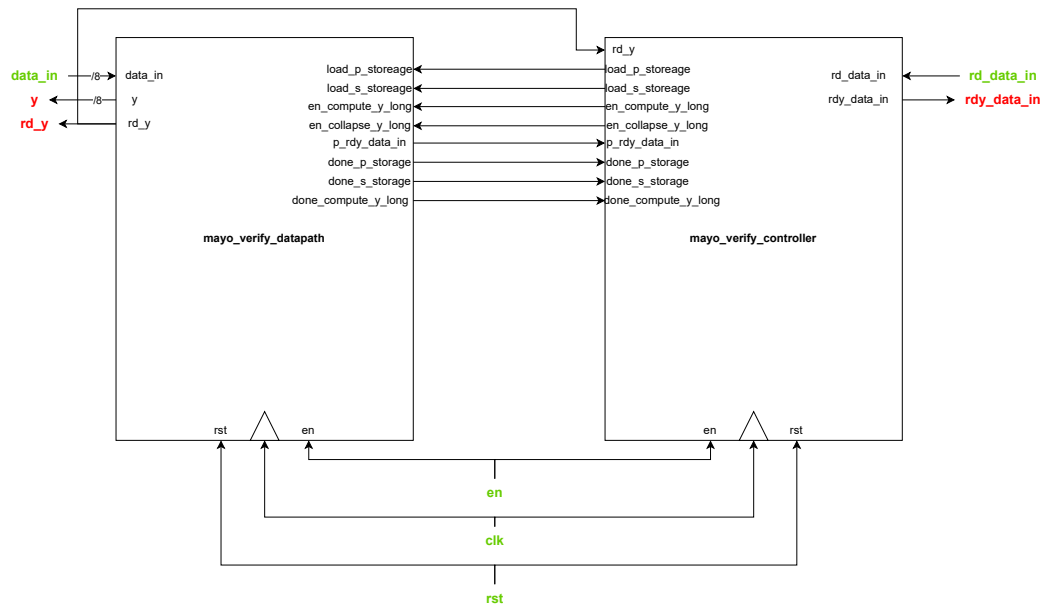 rd_y
data_in
/8
data_in
load_p_storeage
load_p_storeage
rd_data_in
rd_data_in
y
/8
y
load_s_storeage
load_s_storeage
rdy_data_in
rdy_data_in
en_compute_y_long
en_compute_y_long
rd_y
rd_y
en_collapse_y_long
en_collapse_y_long
p_rdy_data_in
p_rdy_data_in
done_p_storage
done_p_storage
done_s_storage
done_s_storage
done_compute_y_long
done_compute_y_long
mayo_verify_datapath
mayo_verify_controller
rst
en
en
rst
en
clk
rst